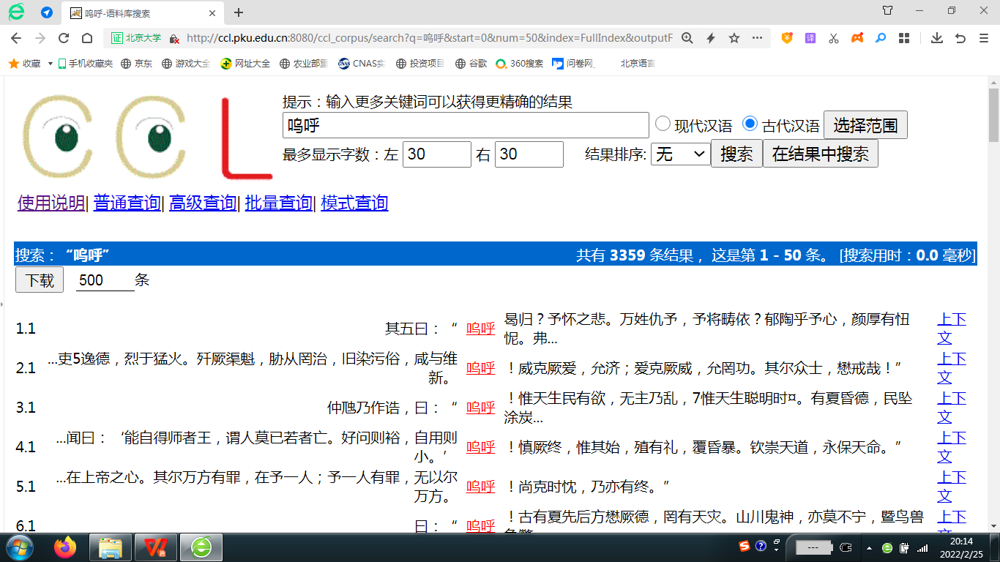 呜呼-语料库搜索
证 北京大学 http://ccl.pku.edu.cn:8080/ccl_corpus/search?q=呜呼&start=0&num=50&index=FullIndex&outputF
收藏 手机收藏夹 京东 游戏大全 网址大全 农业部重 CNAS实 投资项目 谷歌 360搜索 问卷网_ 北京语言
CCL
提示：输入更多关键词可以获得更精确的结果
呜呼 现代汉语 古代汉语 选择范围
最多显示字数：左 30 右 30 结果排序: 无 搜索 在结果中搜索
使用说明| 普通查询| 高级查询| 批量查询| 模式查询
搜索：“呜呼” 共有 3359 条结果， 这是第 1 - 50 条。 [搜索用时：0.0 毫秒]
下载 500 条
1.1 其五曰：“ 呜呼 曷归？予怀之悲。万姓仇予，予将畴依？郁陶乎予心，颜厚有忸怩。弗... 上下文
2.1 ...吏5逸德，烈于猛火。歼厥渠魁，胁从罔治，旧染污俗，咸与维新。 呜呼 ！威克厥爱，允济；爱克厥威，允罔功。其尔众士，懋戒哉！” 上下文
3.1 仲虺乃作诰，曰：“ 呜呼 ！惟天生民有欲，无主乃乱，7惟天生聪明时¤。有夏昏德，民坠涂炭... 上下文
4.1 ...闻曰：‘能自得师者王，谓人莫已若者亡。好问则裕，自用则小。’ 呜呼 ！慎厥终，惟其始，殖有礼，覆昏暴。钦崇天道，永保天命。” 上下文
5.1 ...在上帝之心。其尔万方有罪，在予一人；予一人有罪，无以尔万方。 呜呼 ！尚克时忱，乃亦有终。” 上下文
6.1 曰：“ 呜呼 ！古有夏先后方懋厥德，罔有天灾。山川鬼神，亦莫不宁，暨鸟兽
20:14
2022/2/25